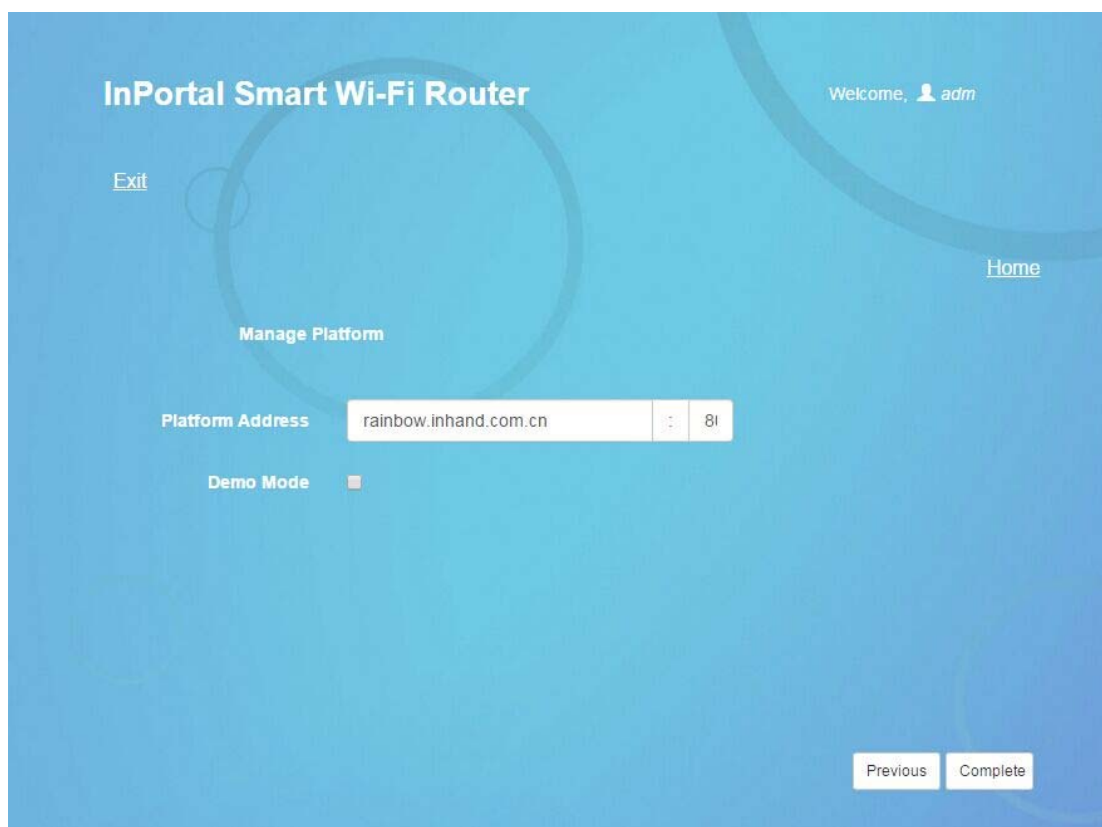 InPortal Smart Wi-Fi Router
Welcome, adm
Exit
Home
Manage Platform
Platform Address rainbow.inhand.com.cn :
Demo Mode
Previous Complete